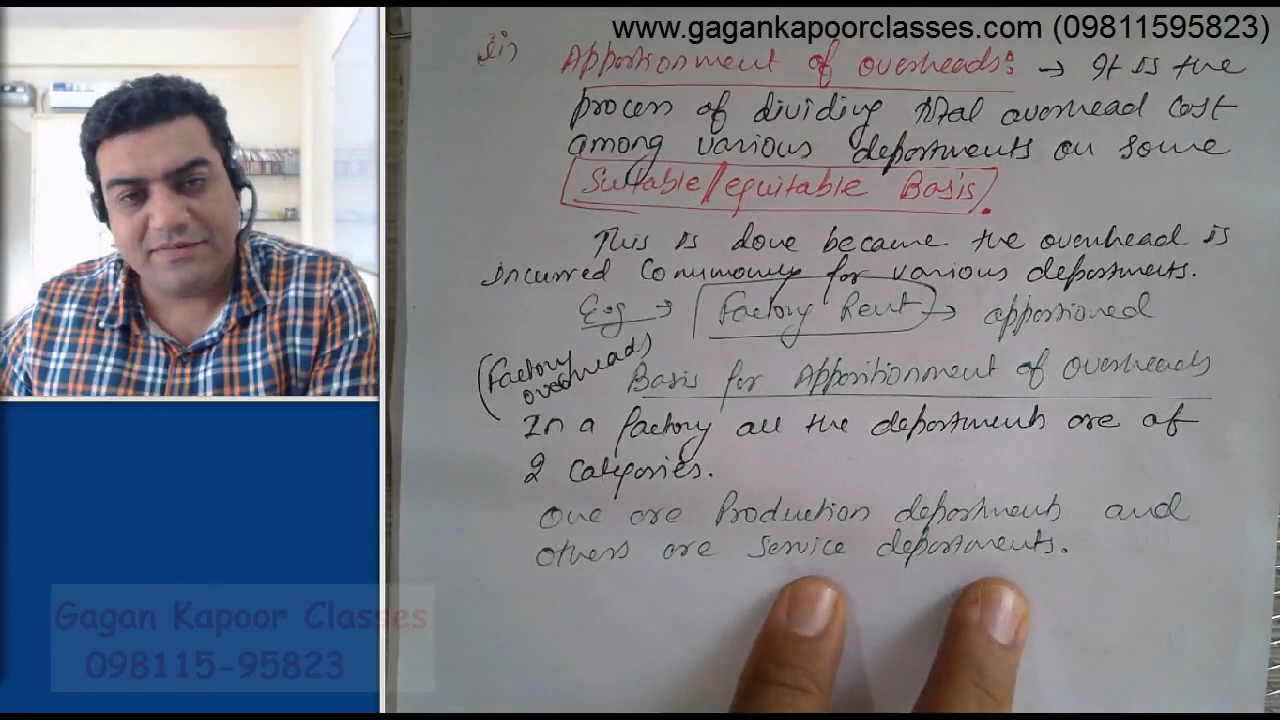 www.gagankapoorclasses.com (09811595823)
ii) Apportionment of overheads: → It is the
process of dividing total overhead cost
among various departments on some
Suitable/equitable Basis.
This is done because the overhead is
incurred Commonly for various departments.
E.g → Factory Rent → apportioned
(Factory overheads)
Basis for Apporitionment of overheads
In a factory all the departments are of
2 categories.
One are Production departments and
others are service departments.
Gagan Kapoor Classes
098115-95823